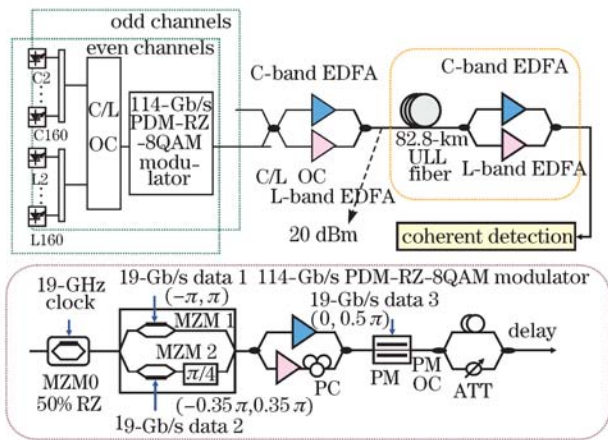 odd channels
even channels
C2
C160
L2
L160
C/L
OC
114-Gb/s
PDM-RZ
-8QAM
modu-
lator
C-band EDFA
C/L OC
L-band EDFA
20 dBm
82.8-km
ULL
fiber
C-band EDFA
L-band EDFA
coherent detection
19-GHz
clock
MZM0
50% RZ
19-Gb/s data 1
(−π, π)
MZM 1
MZM 2
π/4
(−0.35π,0.35π)
19-Gb/s data 2
114-Gb/s PDM-RZ-8QAM modulator
19-Gb/s data 3
(0, 0.5π)
PC
PM
PM
OC
ATT
delay